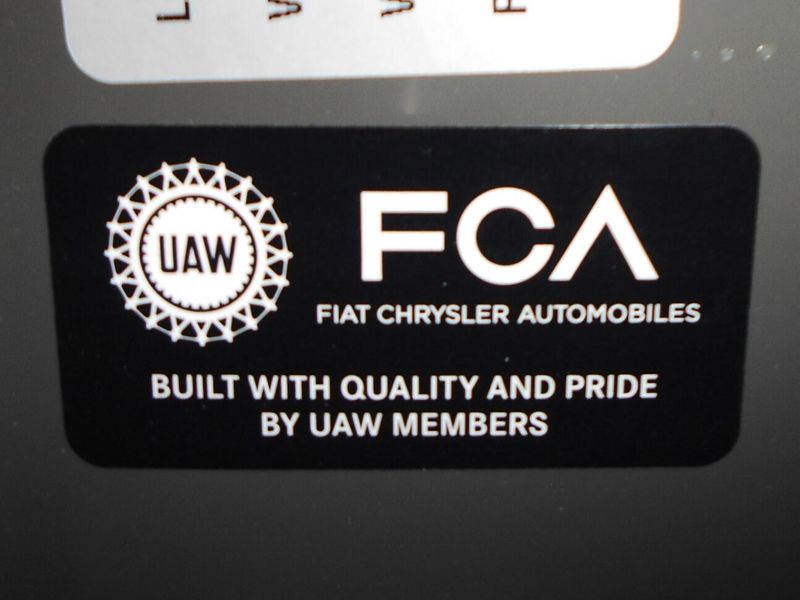 UAW
FCA
FIAT CHRYSLER AUTOMOBILES
BUILT WITH QUALITY AND PRIDE
BY UAW MEMBERS